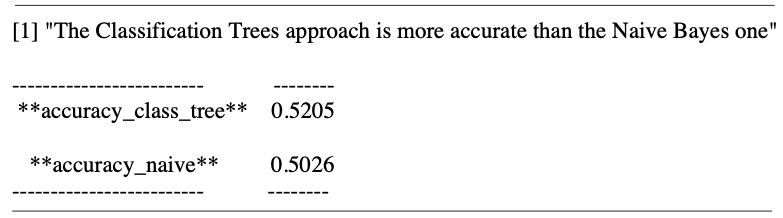 [1] "The Classification Trees approach is more accurate than the Naive Bayes one"
------------------------- --------
**accuracy_class_tree** 0.5205
**accuracy_naive** 0.5026
------------------------- --------